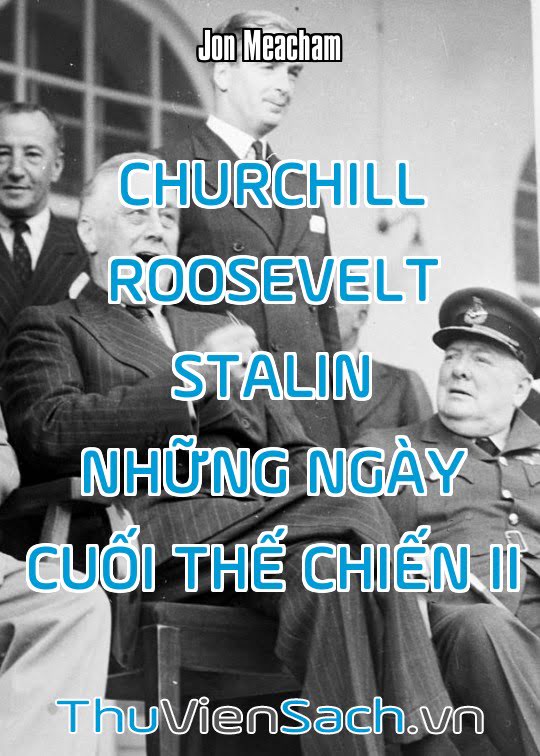 Jon Meacham
CHURCHILL
ROOSEVELT
STALIN
NHỮNG NGÀY
CUỐI THẾ CHIẾN II
ThuVienSach.vn